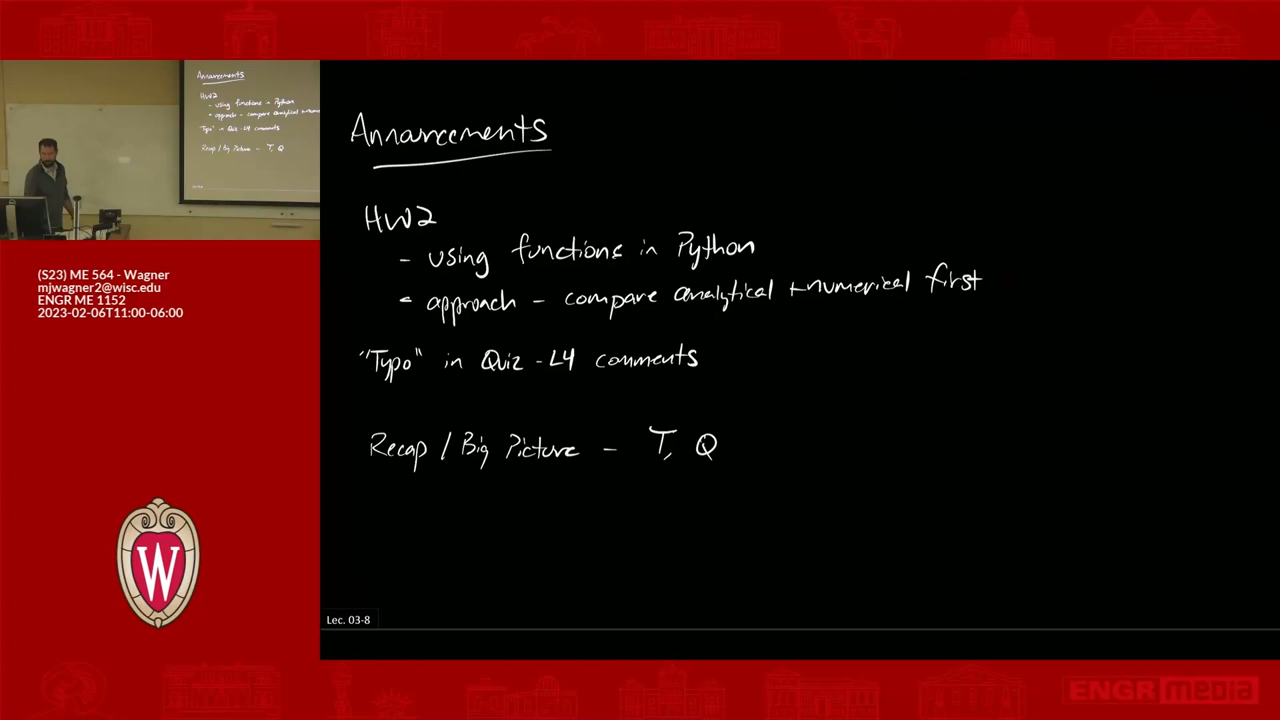 Annoucements
HW2
- using functions in Python
- approach - compare analytical + numerical first
"Typo" in Quiz - L4 comments
Recap / Big Picture - T, Q
Lec. 03-8
(S23) ME 564 - Wagner
mjwagner2@wisc.edu
ENGR ME 1152
2023-02-06T11:00-06:00
W
ENGR media